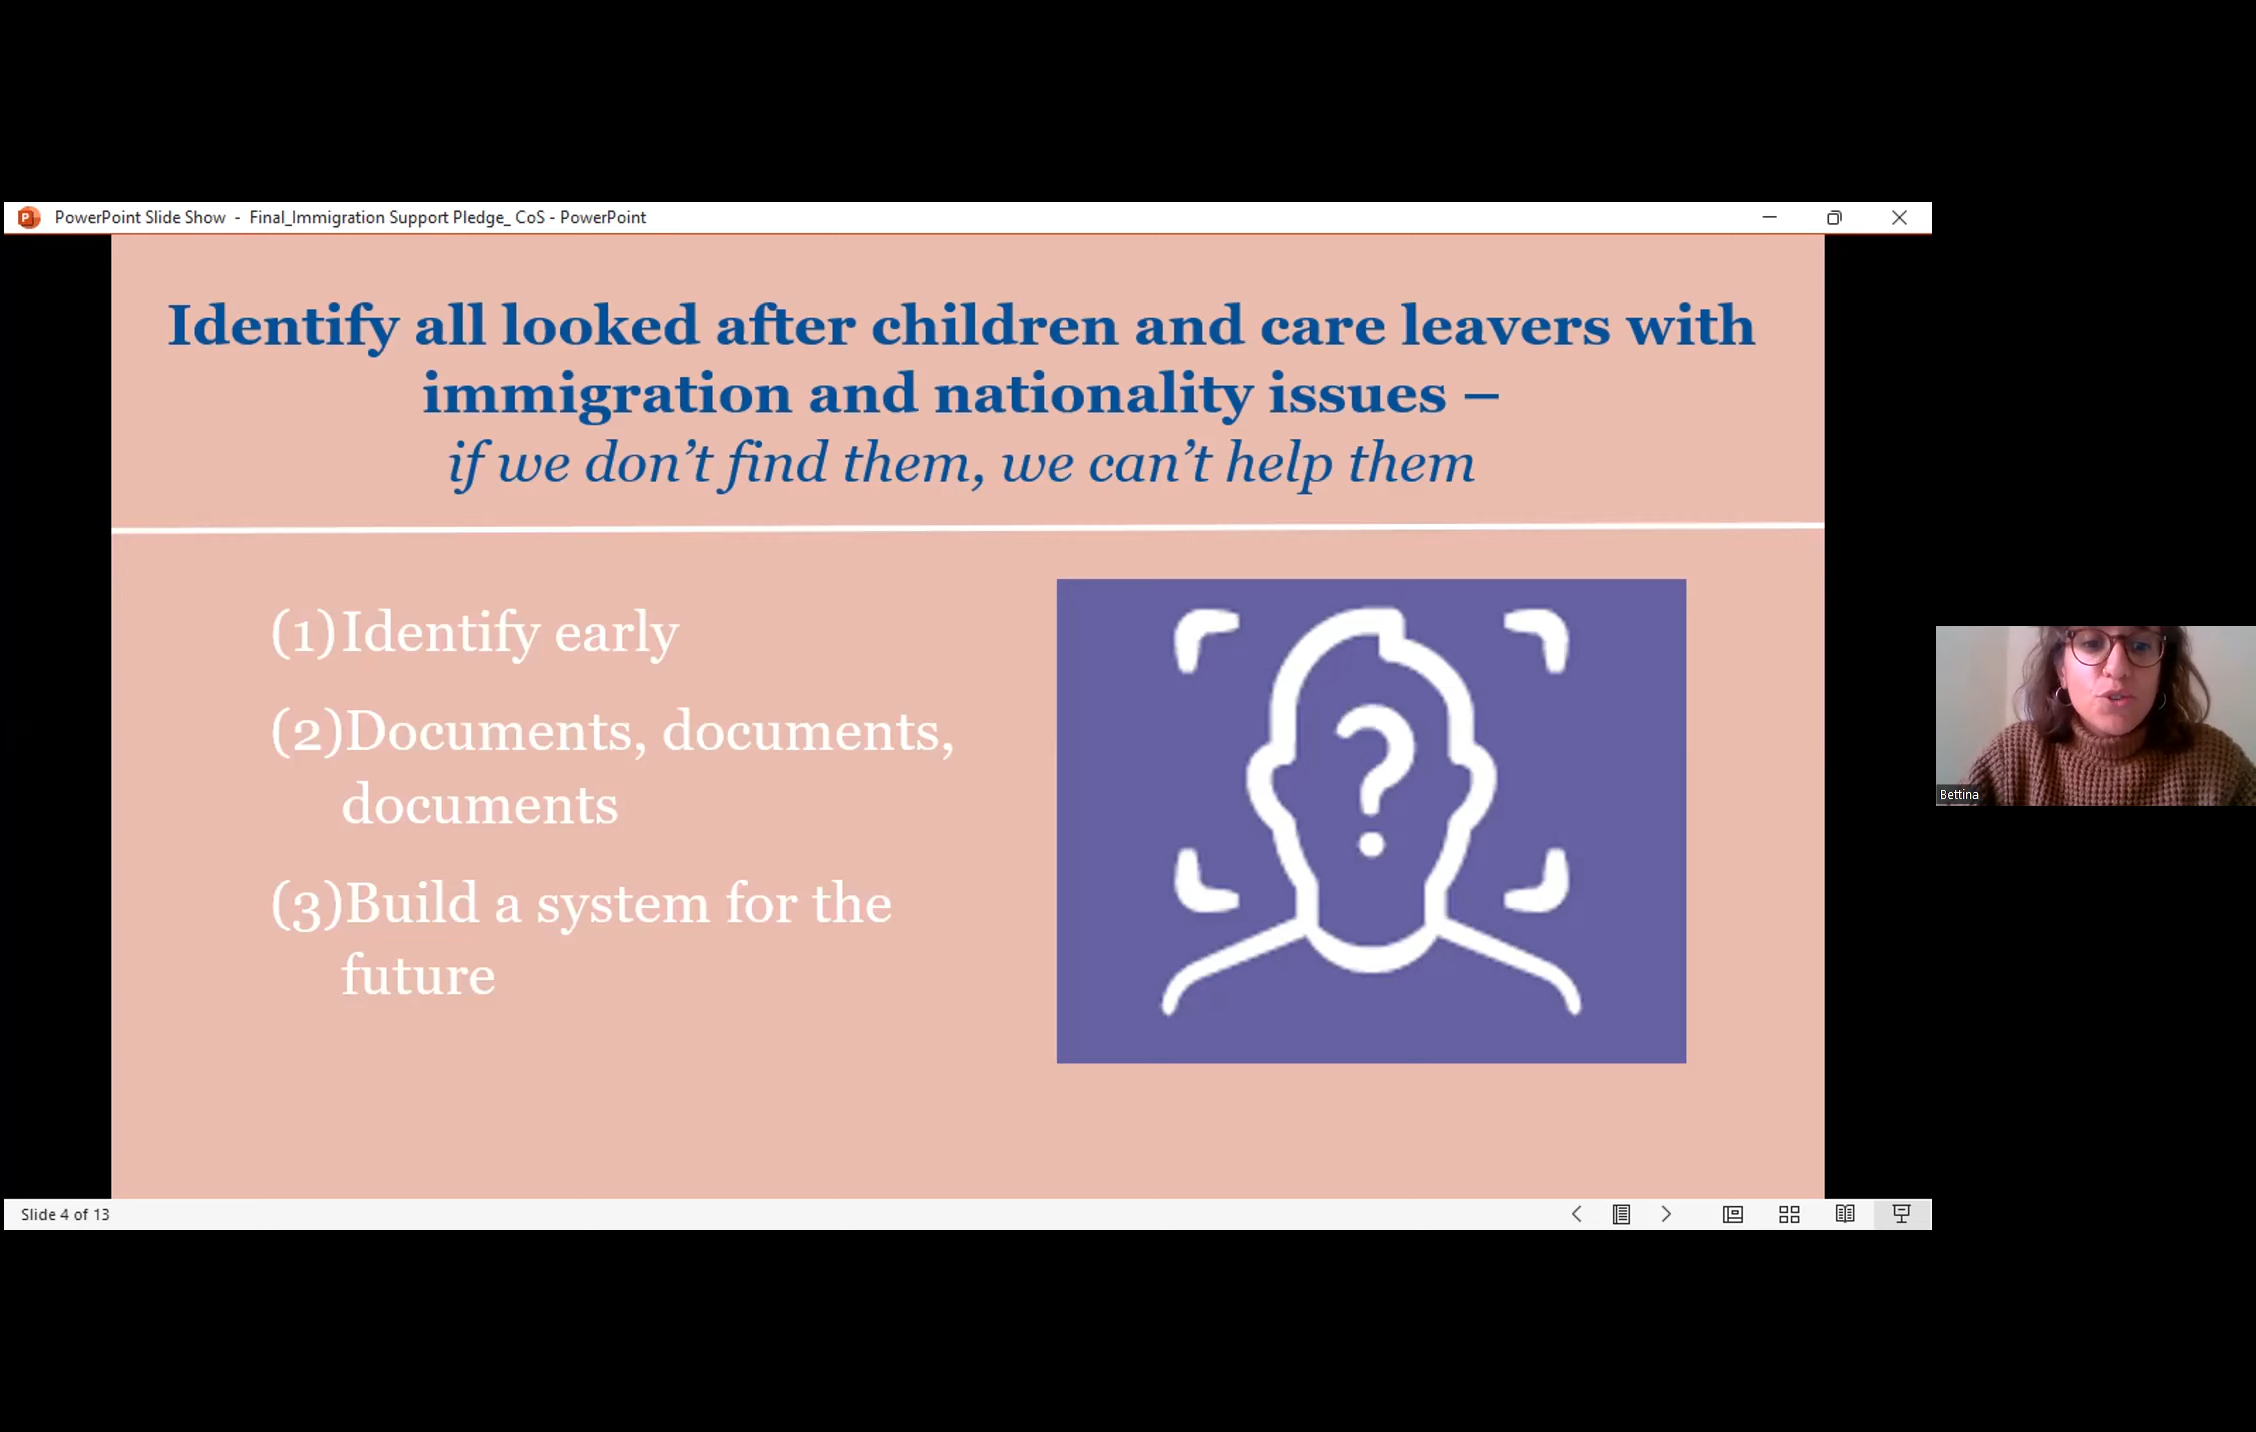 PowerPoint Slide Show - Final_Immigration Support Pledge_ CoS - PowerPoint
Identify all looked after children and care leavers with
immigration and nationality issues –
if we don’t find them, we can’t help them
(1) Identify early
(2) Documents, documents,
documents
(3) Build a system for the
future
?
Bettina
Slide 4 of 13